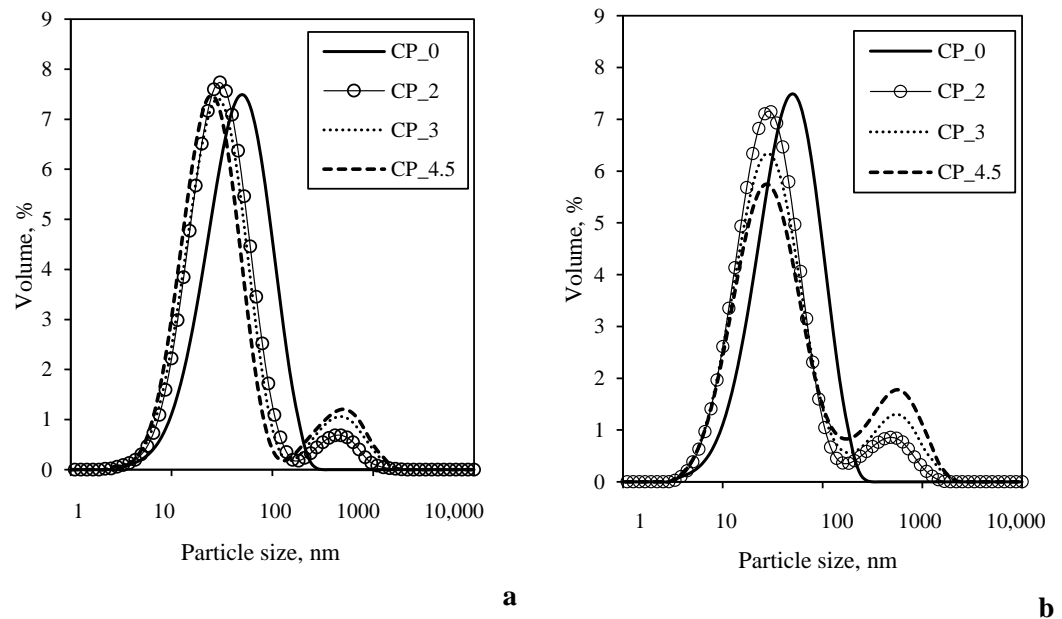 9
8
7
6
5
4
3
2
1
0
Volume, %
CP_0
CP_2
CP_3
CP_4.5
1 10 100 1000 10,000
Particle size, nm
a
9
8
7
6
5
4
3
2
1
0
Volume, %
CP_0
CP_2
CP_3
CP_4.5
1 10 100 1000 10,000
Particle size, nm
b